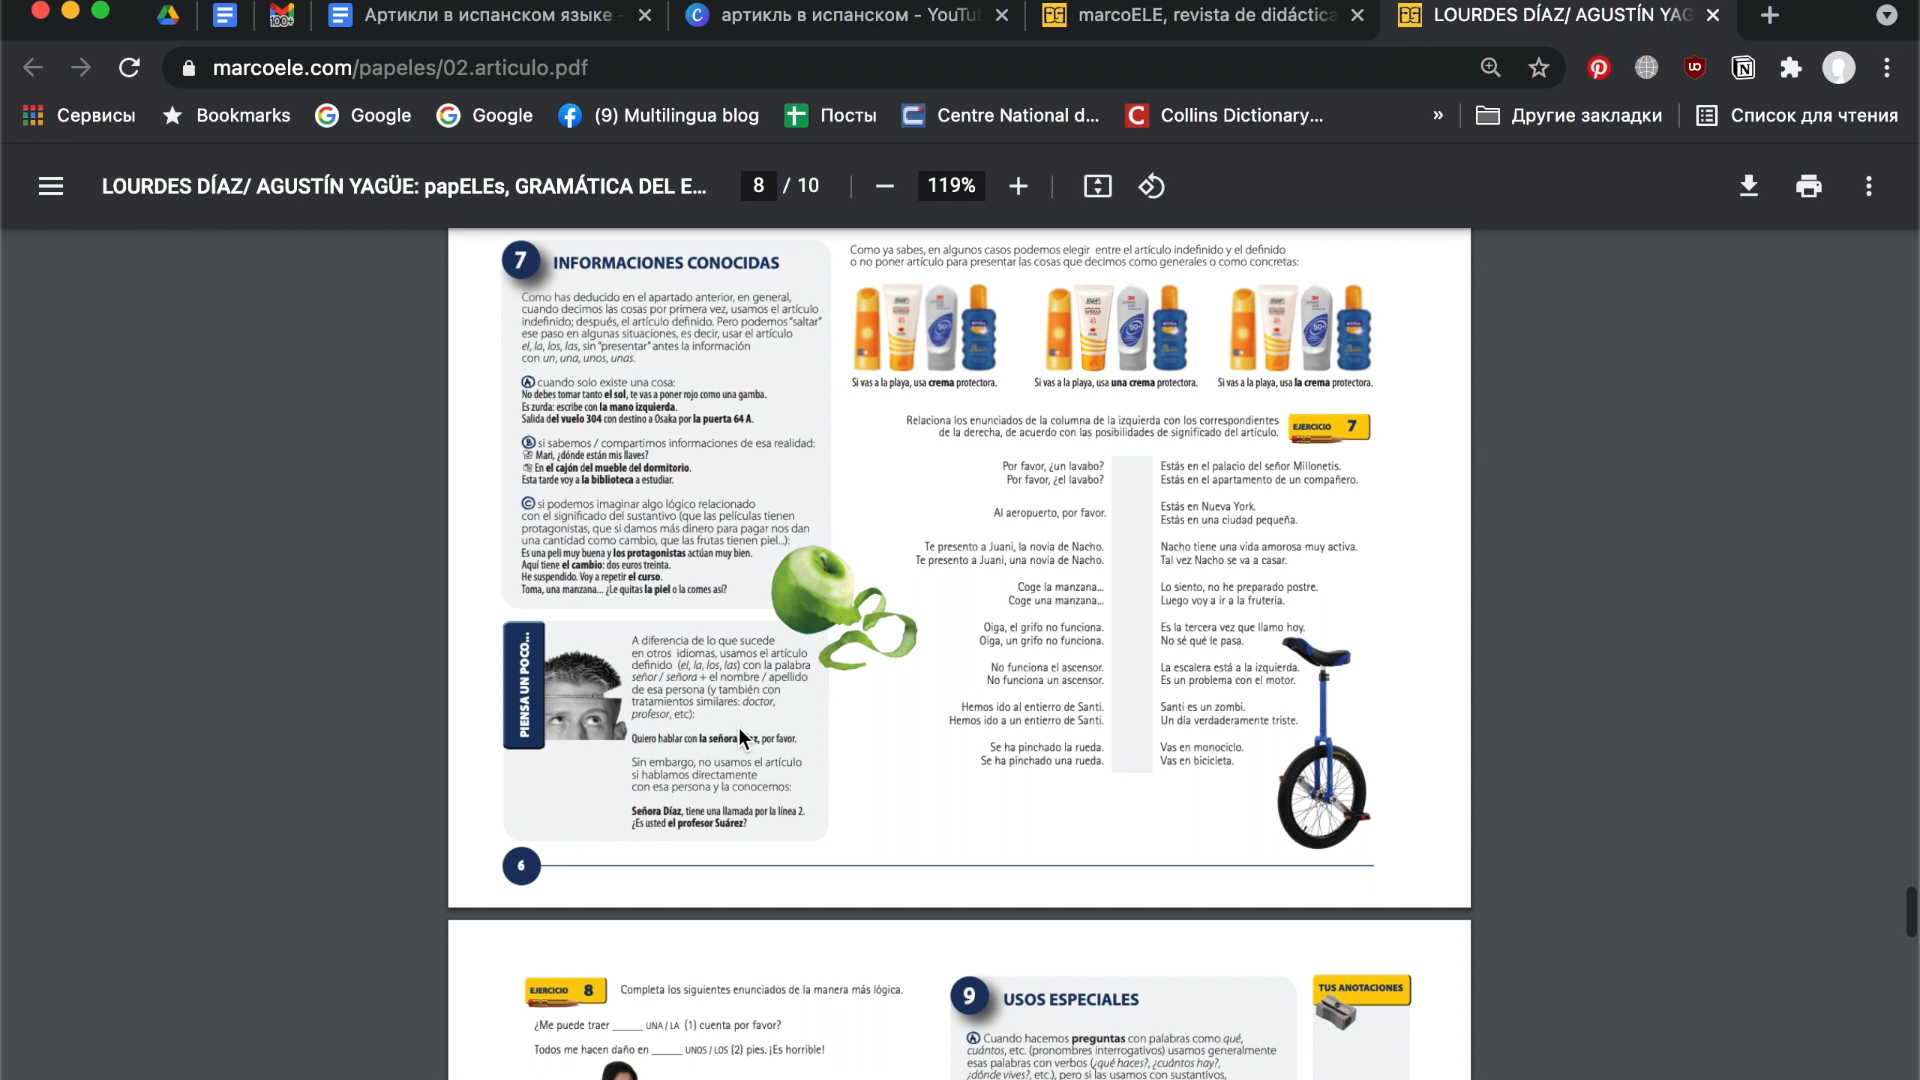 Артикли в испанском языке -
артикль в испанском - YouTu
marcoELE, revista de didáctica
LOURDES DÍAZ/ AGUSTÍN YAG
100+
marcoele.com/papeles/02.articulo.pdf
Сервисы
Bookmarks
Google
Google
(9) Multilingua blog
Посты
Centre National d...
Collins Dictionary...
»
Другие закладки
Список для чтения
LOURDES DÍAZ/ AGUSTÍN YAGÜE: papELEs, GRAMÁTICA DEL E...
8 / 10
119%
7 INFORMACIONES CONOCIDAS
Como has deducido en el apartado anterior, en general,
cuando decimos las cosas por primera vez, usamos el artículo
indefinido; después, el artículo definido. Pero podemos "saltar"
ese paso en algunas situaciones, es decir, usar el artículo
el, la, los, las, sin "presentar" antes la información
con un, una, unos, unas.
A cuando solo existe una cosa:
No debes tomar tanto el sol, te vas a poner rojo como una gamba.
Es zurda: escribe con la mano izquierda.
Salida del vuelo 304 con destino a Osaka por la puerta 64 A.
B si sabemos / compartimos informaciones de esa realidad:
Mari, ¿dónde están mis llaves?
En el cajón del mueble del dormitorio.
Esta tarde voy a la biblioteca a estudiar.
C si podemos imaginar algo lógico relacionado
con el significado del sustantivo (que las películas tienen
protagonistas, que si damos más dinero para pagar nos dan
una cantidad como cambio, que las frutas tienen piel...):
Es una peli muy buena y los protagonistas actúan muy bien.
Aquí tiene el cambio: dos euros treinta.
He suspendido. Voy a repetir el curso.
Toma, una manzana... ¿Le quitas la piel o la comes así?
PIENSA UN POCO...
A diferencia de lo que sucede
en otros idiomas, usamos el artículo
definido (el, la, los, las) con la palabra
señor / señora + el nombre / apellido
de esa persona (y también con
tratamientos similares: doctor,
profesor, etc):
Quiero hablar con la señora ez, por favor.
Sin embargo, no usamos el artículo
si hablamos directamente
con esa persona y la conocemos:
Señora Díaz, tiene una llamada por la línea 2.
¿Es usted el profesor Suárez?
6
Como ya sabes, en algunos casos podemos elegir entre el artículo indefinido y el definido
o no poner artículo para presentar las cosas que decimos como generales o como concretas:
Si vas a la playa, usa crema protectora.
Si vas a la playa, usa una crema protectora.
Si vas a la playa, usa la crema protectora.
Relaciona los enunciados de la columna de la izquierda con los correspondientes
de la derecha, de acuerdo con las posibilidades de significado del artículo.
EJERCICIO 7
Por favor, ¿un lavabo?
Por favor, ¿el lavabo?
Al aeropuerto, por favor.
Te presento a Juani, la novia de Nacho.
Te presento a Juani, una novia de Nacho.
Coge la manzana...
Coge una manzana...
Oiga, el grifo no funciona.
Oiga, un grifo no funciona.
No funciona el ascensor.
No funciona un ascensor.
Hemos ido al entierro de Santi.
Hemos ido a un entierro de Santi.
Se ha pinchado la rueda.
Se ha pinchado una rueda.
Estás en el palacio del señor Millonetis.
Estás en el apartamento de un compañero.
Estás en Nueva York.
Estás en una ciudad pequeña.
Nacho tiene una vida amorosa muy activa.
Tal vez Nacho se va a casar.
Lo siento, no he preparado postre.
Luego voy a ir a la frutería.
Es la tercera vez que llamo hoy.
No sé qué le pasa.
La escalera está a la izquierda.
Es un problema con el motor.
Santi es un zombi.
Un día verdaderamente triste.
Vas en monociclo.
Vas en bicicleta.
EJERCICIO 8
Completa los siguientes enunciados de la manera más lógica.
¿Me puede traer _____ UNA / LA (1) cuenta por favor?
Todos me hacen daño en _____ UNOS / LOS (2) pies. ¡Es horrible!
9 USOS ESPECIALES
A Cuando hacemos preguntas con palabras como qué,
cuántos, etc. (pronombres interrogativos) usamos generalmente
esas palabras con verbos (¿qué haces?, ¿cuántos hay?,
¿dónde vives?, etc.), pero si las usamos con sustantivos,
TUS ANOTACIONES